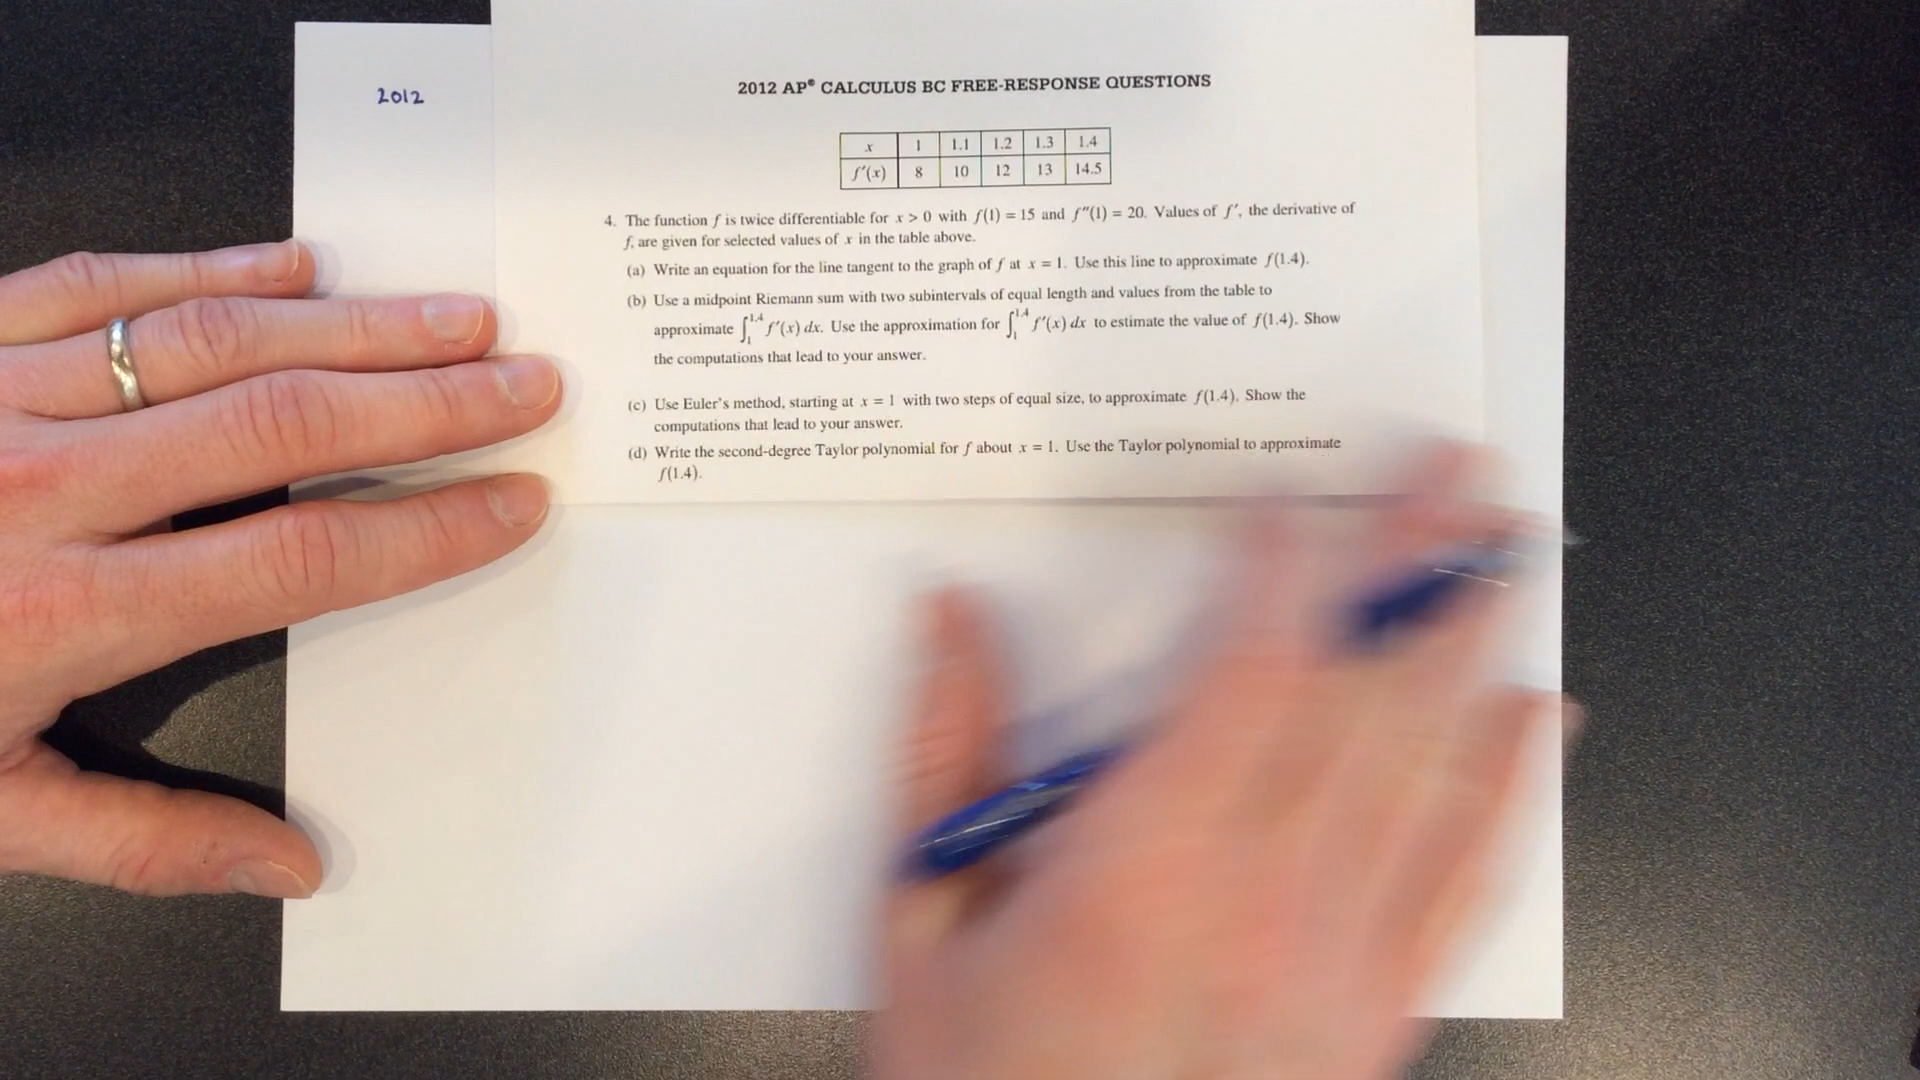 2012
2012 AP® CALCULUS BC FREE-RESPONSE QUESTIONS
x 1 1.1 1.2 1.3 1.4
f′(x) 8 10 12 13 14.5
4. The function f is twice differentiable for x > 0 with f(1) = 15 and f″(1) = 20. Values of f′, the derivative of
f, are given for selected values of x in the table above.
(a) Write an equation for the line tangent to the graph of f at x = 1. Use this line to approximate f(1.4).
(b) Use a midpoint Riemann sum with two subintervals of equal length and values from the table to
approximate ∫₁^1.4 f′(x) dx. Use the approximation for ∫₁^1.4 f′(x) dx to estimate the value of f(1.4). Show
the computations that lead to your answer.
(c) Use Euler's method, starting at x = 1 with two steps of equal size, to approximate f(1.4). Show the
computations that lead to your answer.
(d) Write the second-degree Taylor polynomial for f about x = 1. Use the Taylor polynomial to approximate
f(1.4).